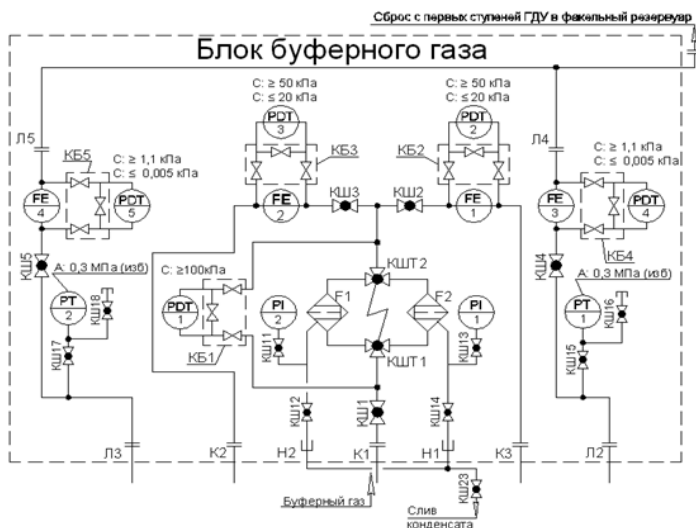 Сброс с первых ступеней ГДУ в факельный резервуар
Блок буферного газа
С: ≥ 50 кПа
С: ≤ 20 кПа
PDT
3
КБ3
С: ≥ 50 кПа
С: ≤ 20 кПа
PDT
2
КБ2
Л5
КБ5
С: ≥ 1,1 кПа
С: ≤ 0,005 кПа
FE
4
PDT
5
КШ3
КШ2
FE
2
FE
1
Л4
С: ≥ 1,1 кПа
С: ≤ 0,005 кПа
FE
3
PDT
4
КБ4
КШ5
А: 0,3 МПа (изб)
PT
2
КШ18
КШ17
С: ≥100кПа
PDT
1
КБ1
PI
2
КШ11
F1
КШТ2
F2
КШТ1
PI
1
КШ13
КШ4
А: 0,3 МПа (изб)
PT
1
КШ16
КШ15
КШ12
КШ1
КШ14
Л3
К2
Н2
К1
Н1
К3
Л2
Буферный газ
КШ23
Слив
конденсата